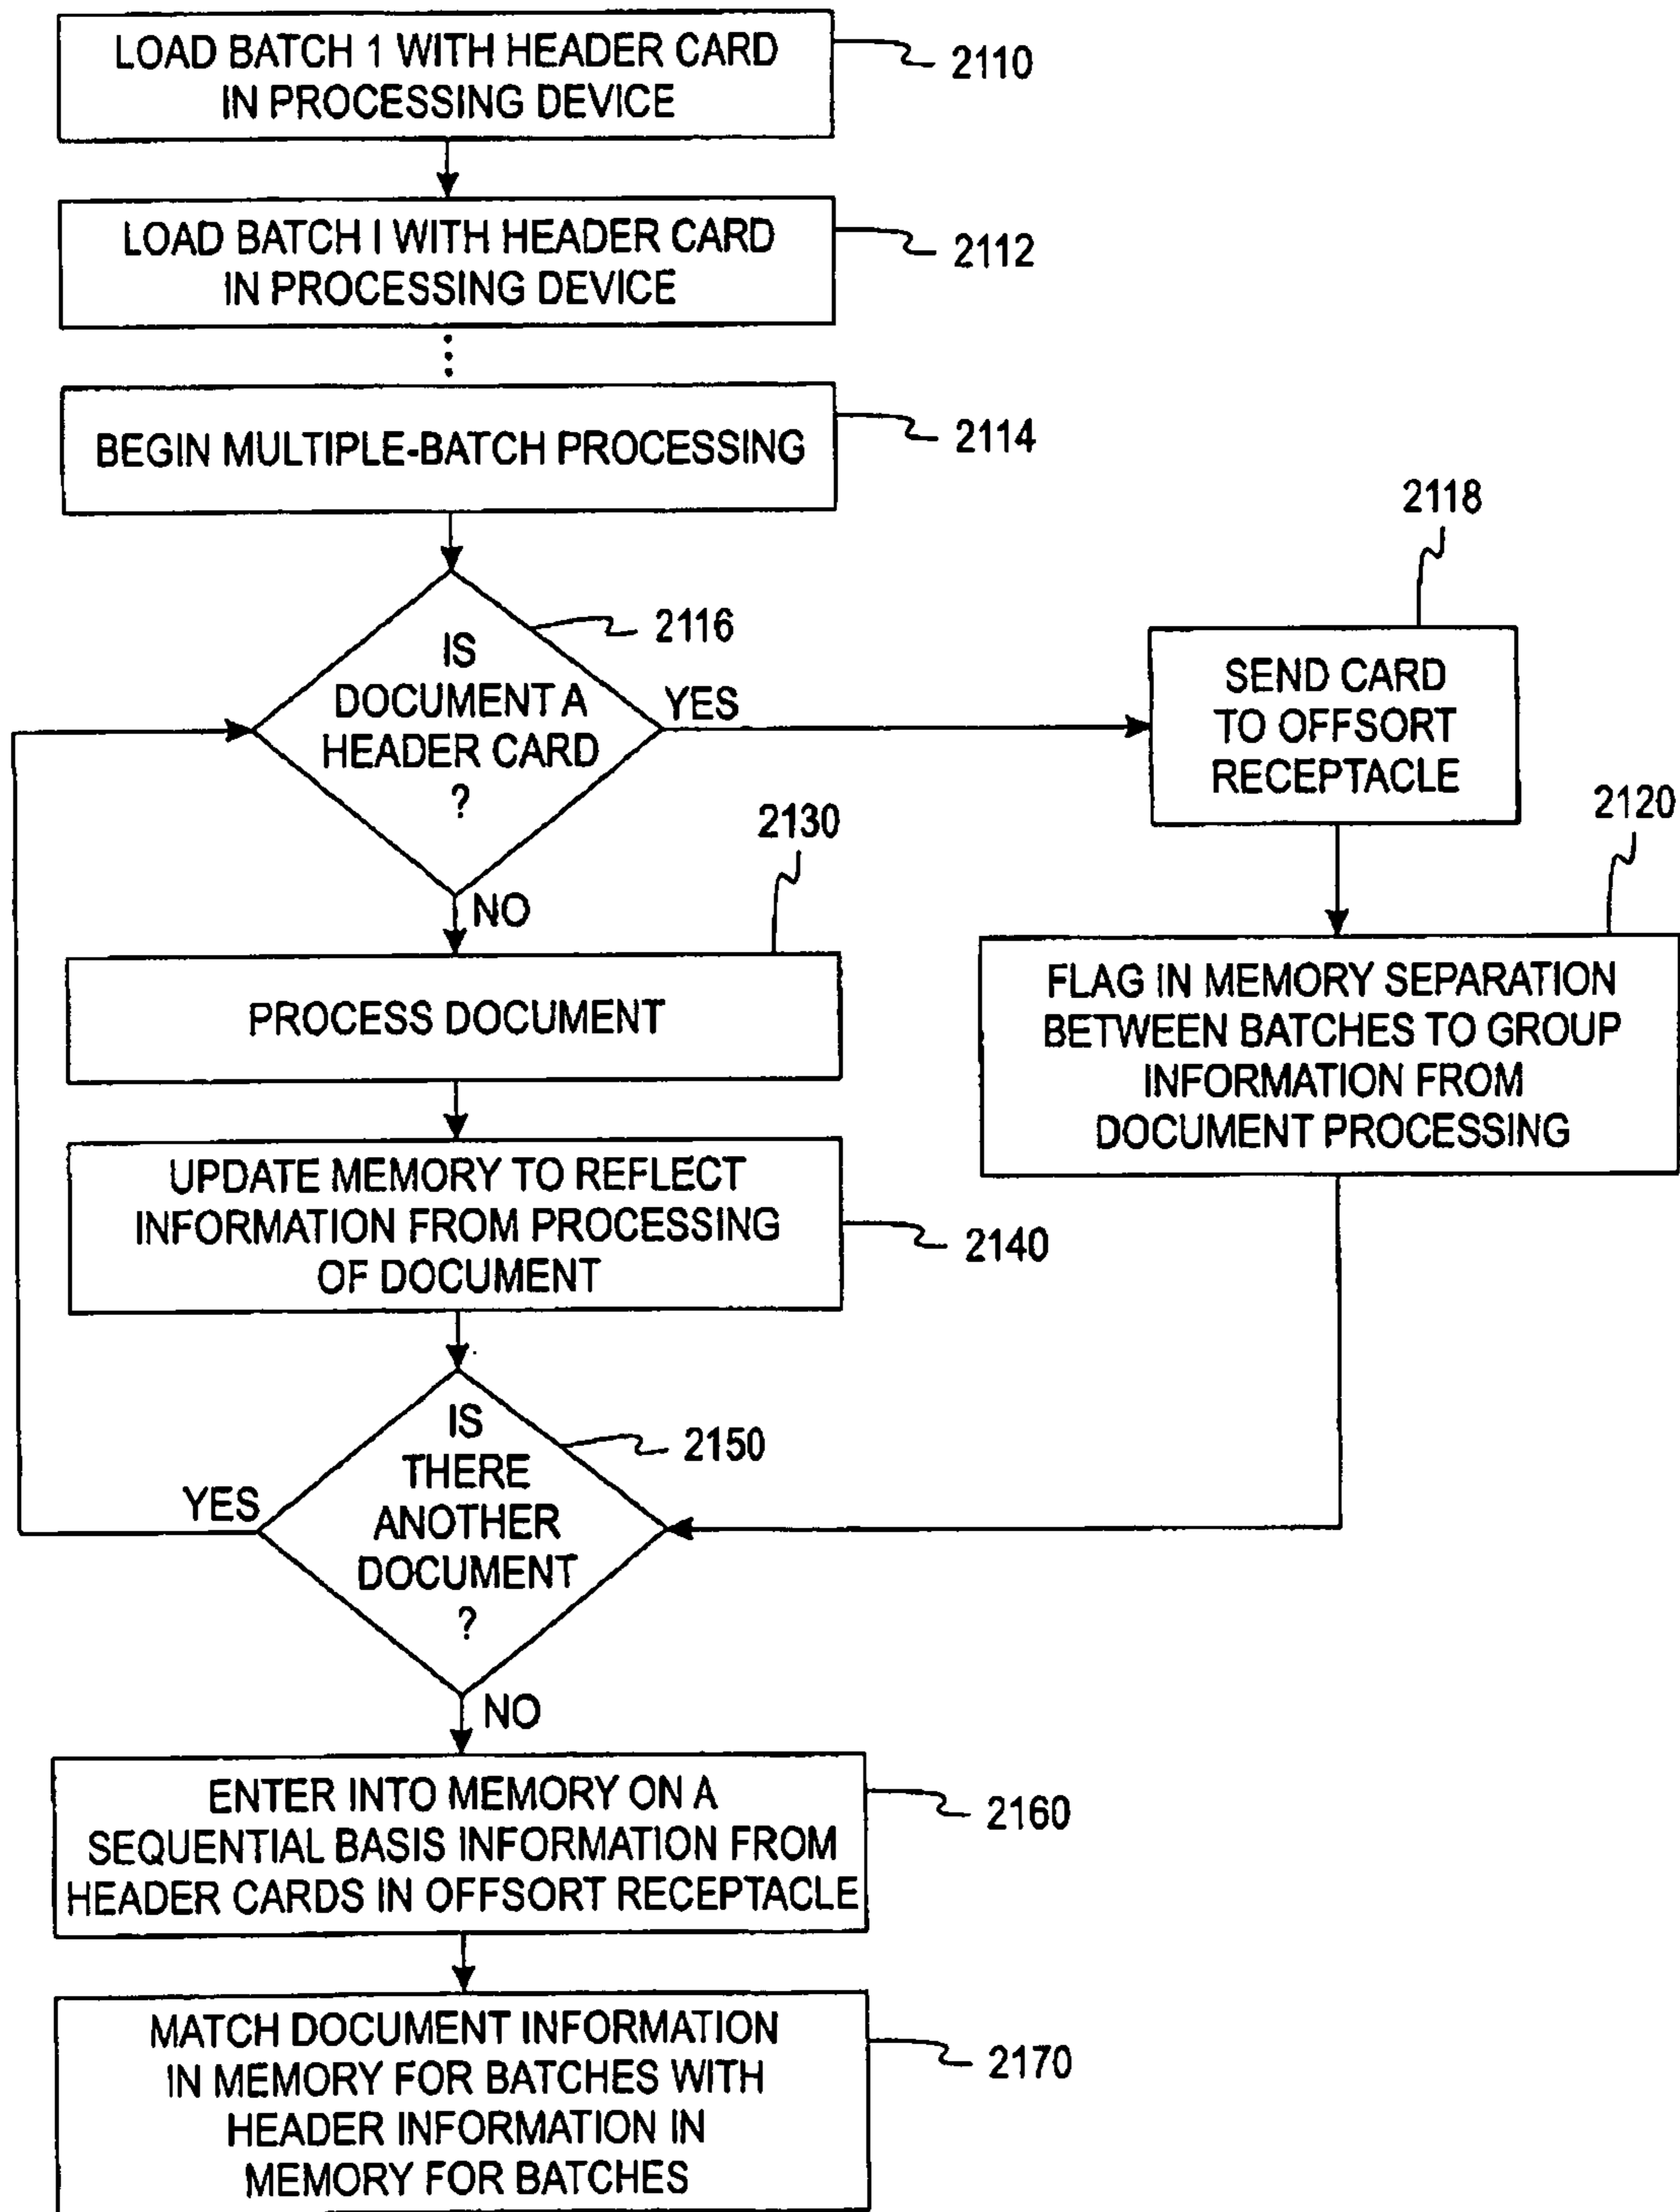 LOAD BATCH 1 WITH HEADER CARD
IN PROCESSING DEVICE
2110
LOAD BATCH I WITH HEADER CARD
IN PROCESSING DEVICE
2112
BEGIN MULTIPLE-BATCH PROCESSING
2114
IS
DOCUMENT A
HEADER CARD
?
2116
YES
NO
2118
SEND CARD
TO OFFSORT
RECEPTACLE
2120
FLAG IN MEMORY SEPARATION
BETWEEN BATCHES TO GROUP
INFORMATION FROM
DOCUMENT PROCESSING
2130
PROCESS DOCUMENT
UPDATE MEMORY TO REFLECT
INFORMATION FROM PROCESSING
OF DOCUMENT
2140
IS
THERE
ANOTHER
DOCUMENT
?
2150
YES
NO
ENTER INTO MEMORY ON A
SEQUENTIAL BASIS INFORMATION FROM
HEADER CARDS IN OFFSORT RECEPTACLE
2160
MATCH DOCUMENT INFORMATION
IN MEMORY FOR BATCHES WITH
HEADER INFORMATION IN
MEMORY FOR BATCHES
2170